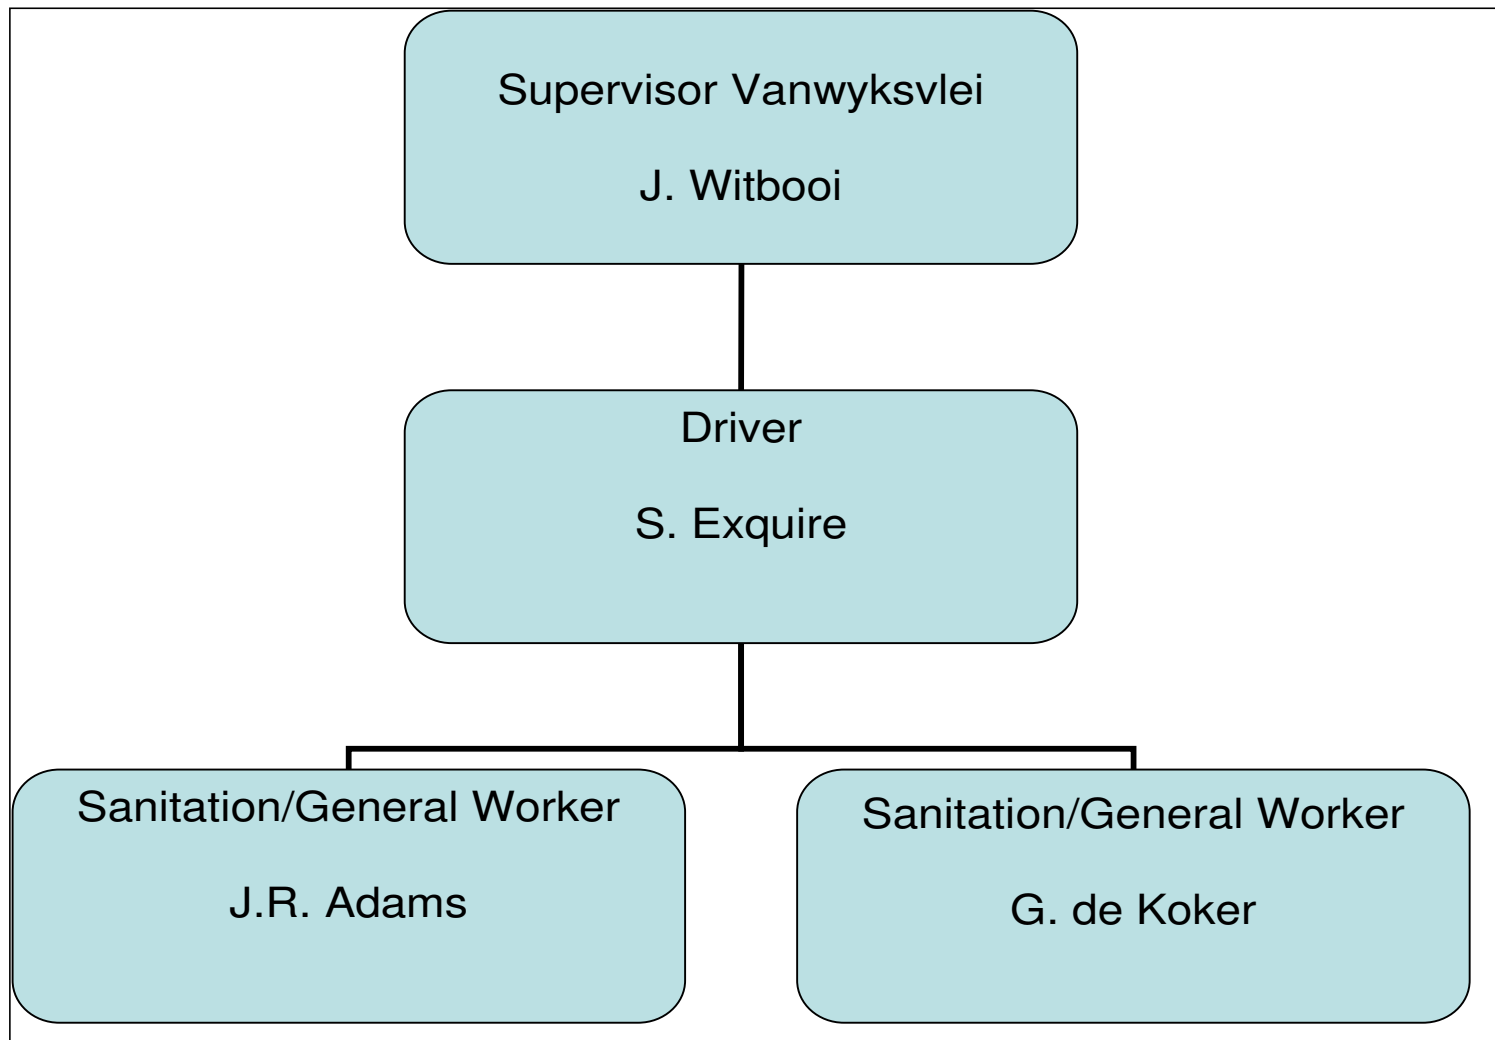 Supervisor Vanwyksvlei
J. Witbooi
Driver
S. Exquire
Sanitation/General Worker
J.R. Adams
Sanitation/General Worker
G. de Koker